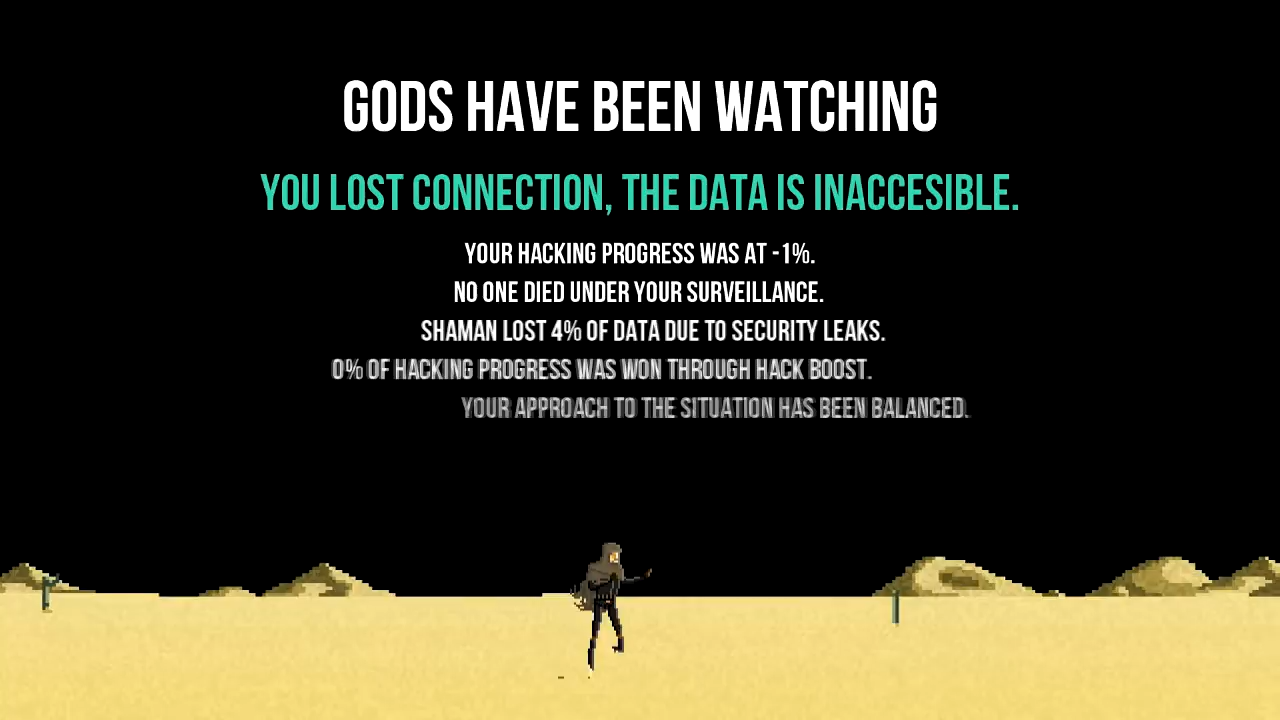 GODS HAVE BEEN WATCHING
YOU LOST CONNECTION, THE DATA IS INACCESIBLE.
YOUR HACKING PROGRESS WAS AT -1%.
NO ONE DIED UNDER YOUR SURVEILLANCE.
SHAMAN LOST 4% OF DATA DUE TO SECURITY LEAKS.
0% OF HACKING PROGRESS WAS WON THROUGH HACK BOOST.
YOUR APPROACH TO THE SITUATION HAS BEEN BALANCED.